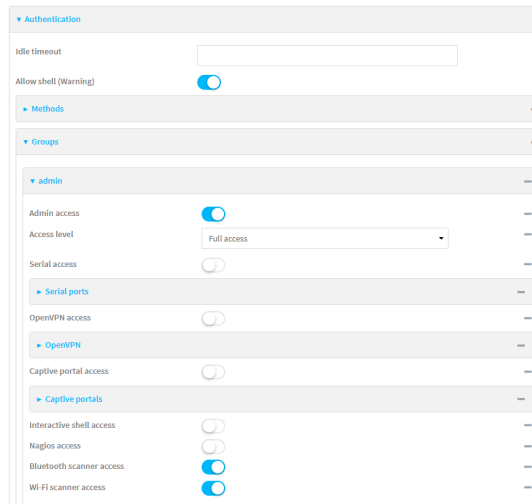 Authentication
Idle timeout
Allow shell (Warning)
Methods
Groups
admin
Admin access
Access level
Full access
Serial access
Serial ports
OpenVPN access
OpenVPN
Captive portal access
Captive portals
Interactive shell access
Nagios access
Bluetooth scanner access
Wi-Fi scanner access